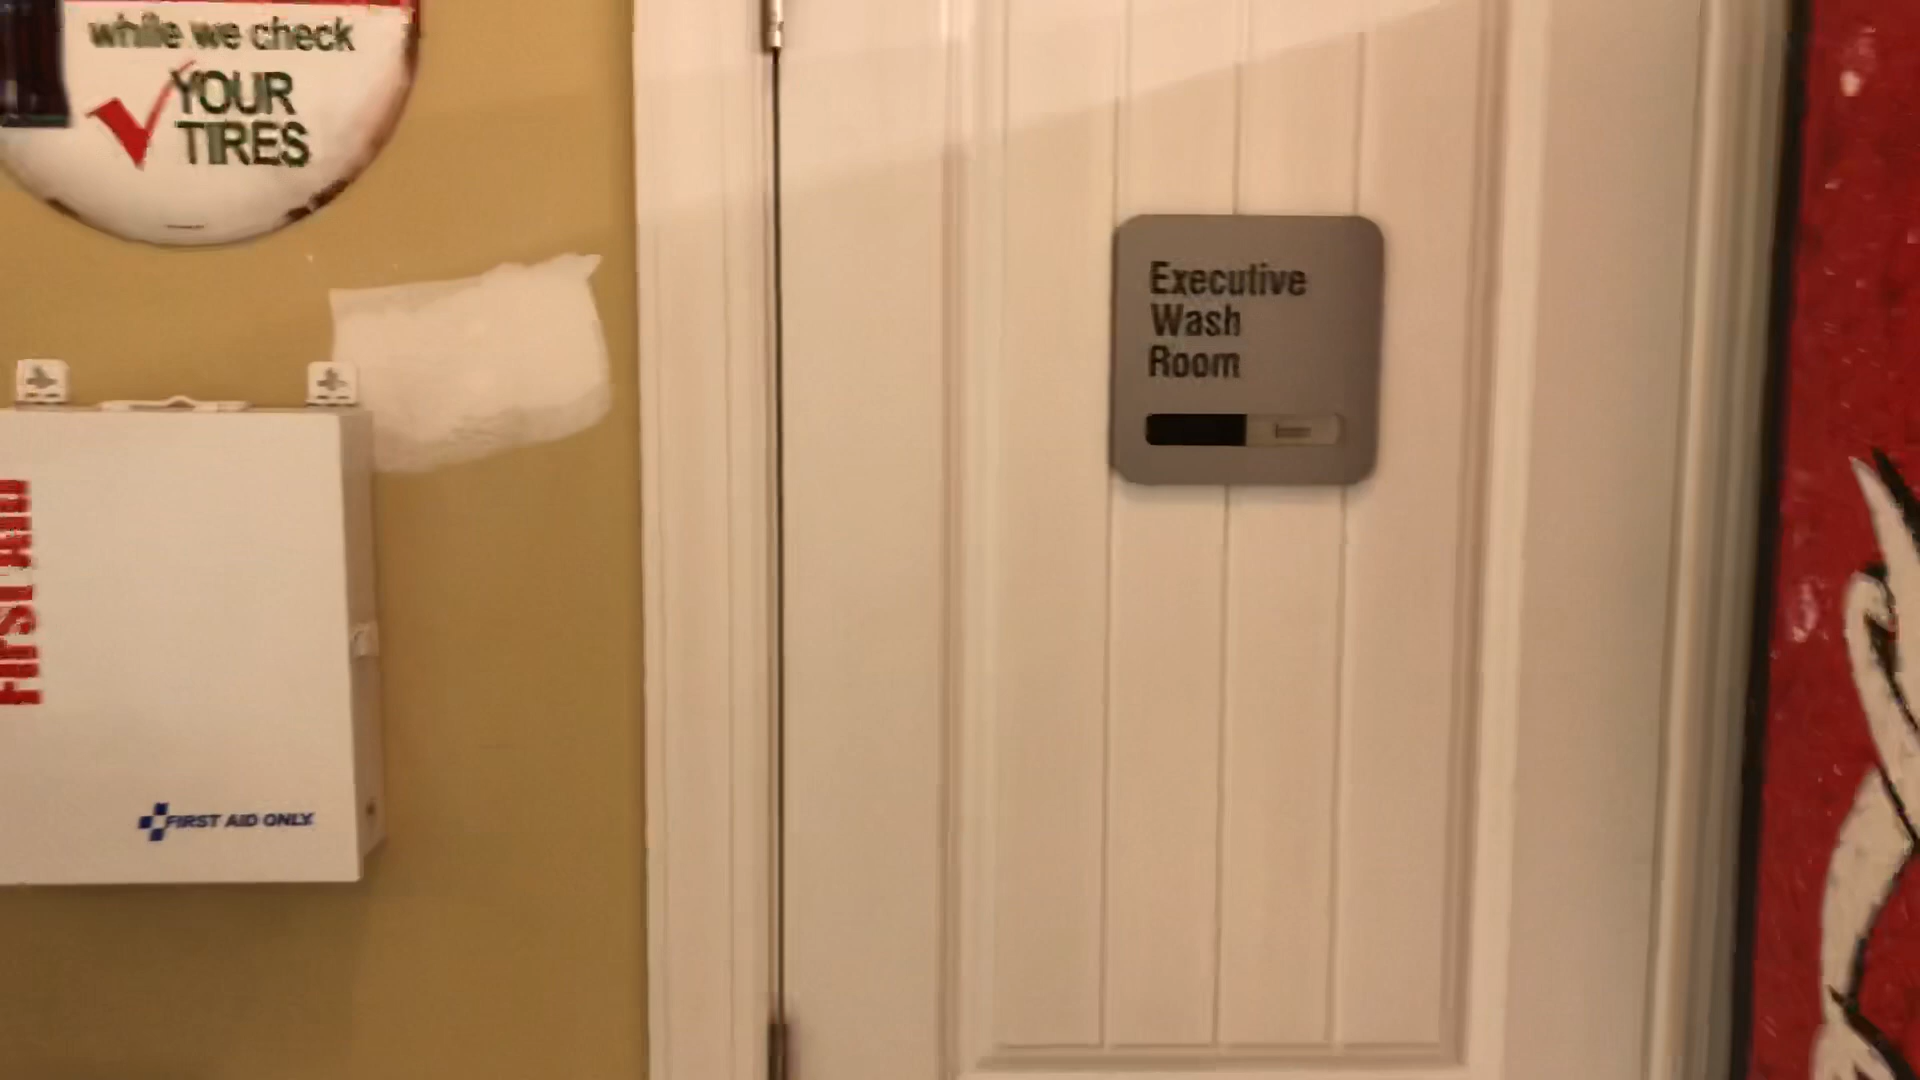 while we check
YOUR
TIRES
Executive
Wash
Room
FIRST AID
FIRST AID ONLY